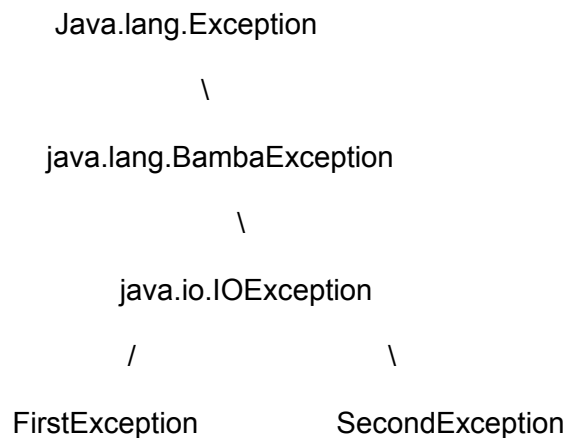 Java.lang.Exception
\
java.lang.BambaException
\
java.io.IOException
/ \
FirstException SecondException